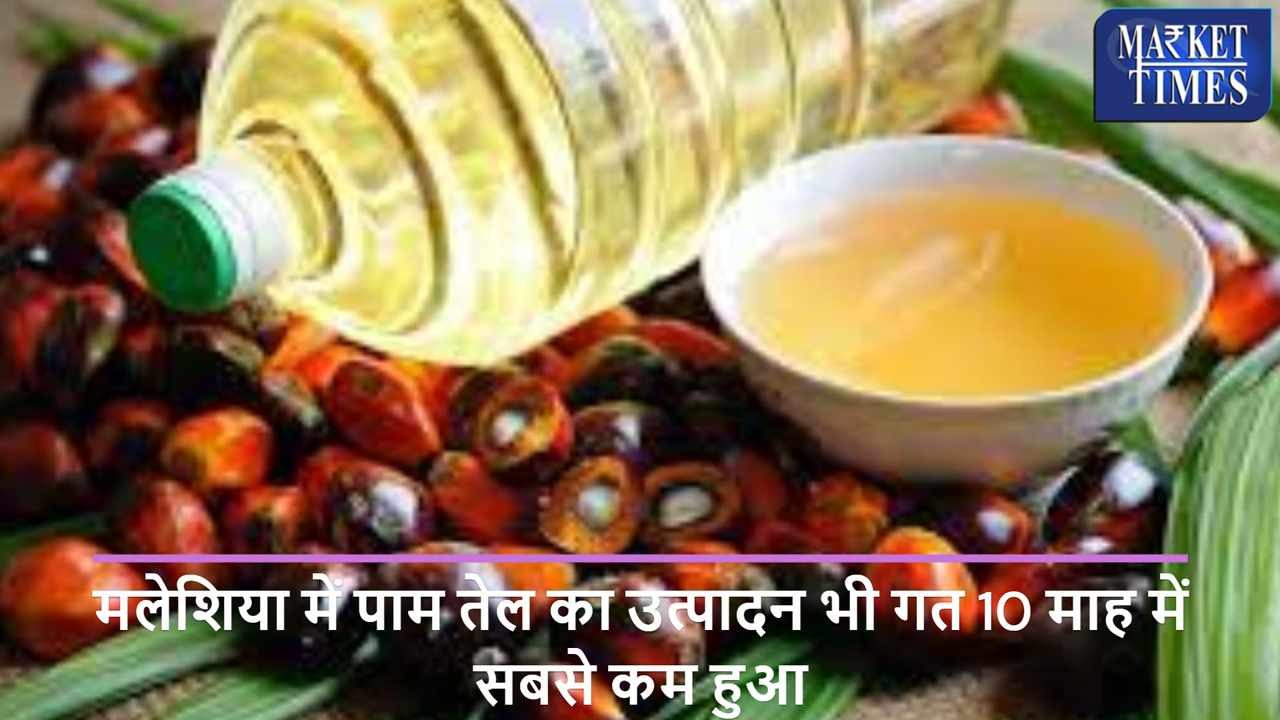 MA₹KET
TIMES
मलेशिया में पाम तेल का उत्पादन भी गत 10 माह में
सबसे कम हुआ